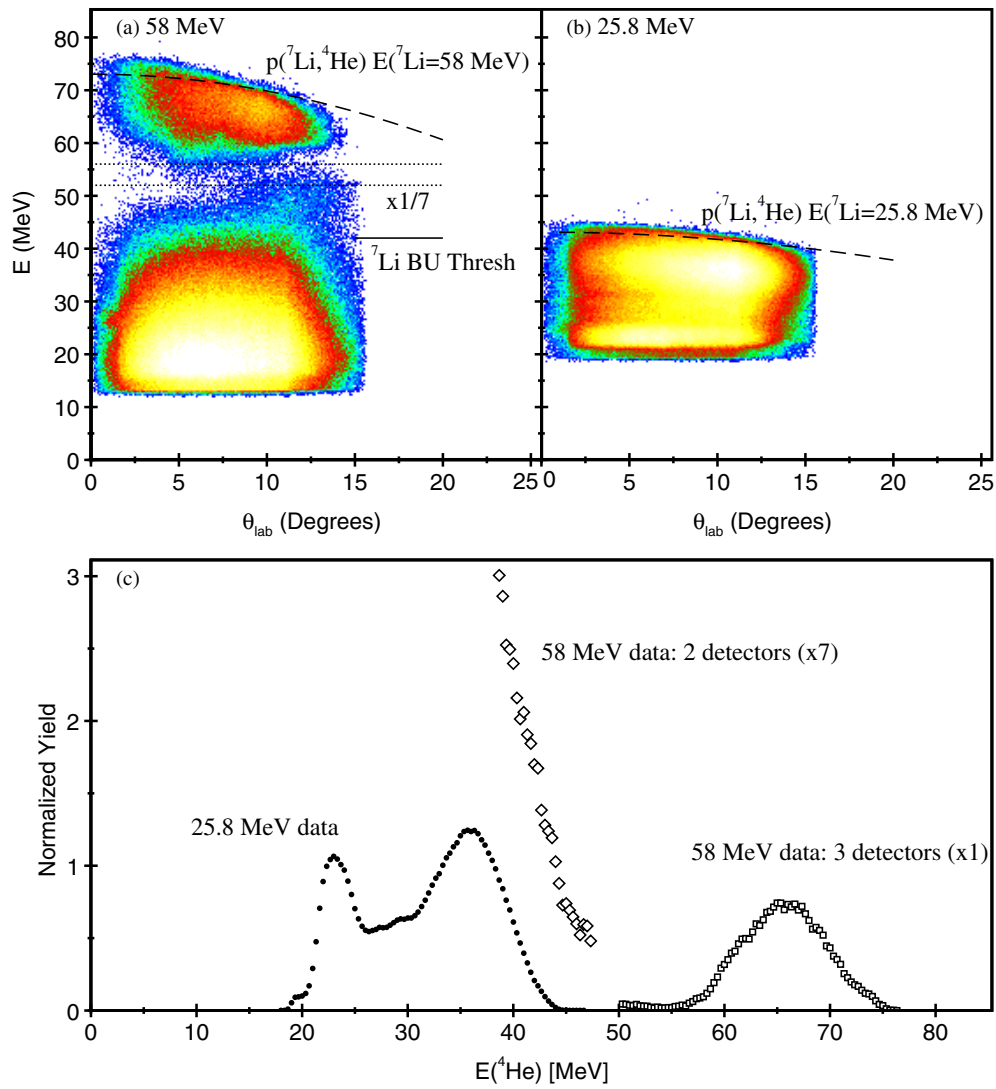 (a) 58 MeV
(b) 25.8 MeV
p(⁷Li,⁴He) E(⁷Li=58 MeV)
x1/7
⁷Li BU Thresh
p(⁷Li,⁴He) E(⁷Li=25.8 MeV)
E (MeV)
80
70
60
50
40
30
20
10
0
0 5 10 15 20 25
0 5 10 15 20 25
θlab (Degrees)
θlab (Degrees)
(c)
58 MeV data: 2 detectors (x7)
25.8 MeV data
58 MeV data: 3 detectors (x1)
Normalized Yield
3
2
1
0
0 10 20 30 40 50 60 70 80
E(⁴He) [MeV]